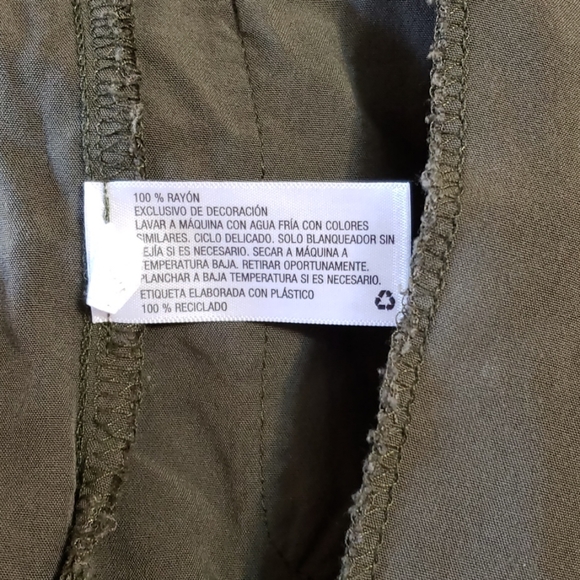 100 % RAYÓN
EXCLUSIVO DE DECORACIÓN
LAVAR A MÁQUINA CON AGUA FRÍA CON COLORES
SIMILARES. CICLO DELICADO. SOLO BLANQUEADOR SIN
LEJÍA SI ES NECESARIO. SECAR A MÁQUINA A
TEMPERATURA BAJA. RETIRAR OPORTUNAMENTE.
PLANCHAR A BAJA TEMPERATURA SI ES NECESARIO.
ETIQUETA ELABORADA CON PLÁSTICO
100 % RECICLADO